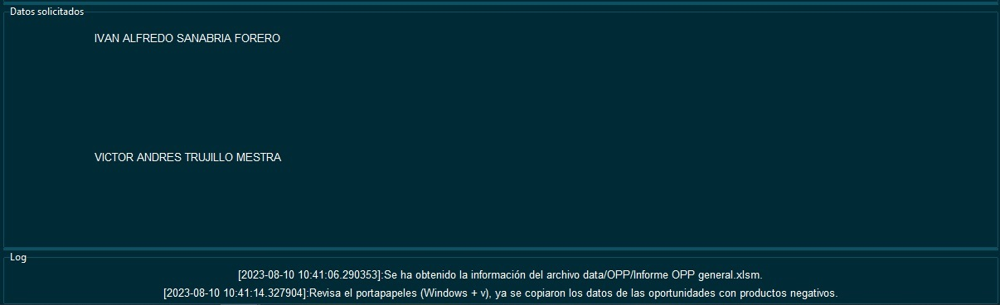 Datos solicitados
IVAN ALFREDO SANABRIA FORERO
VICTOR ANDRES TRUJILLO MESTRA
Log
[2023-08-10 10:41:06.290353]:Se ha obtenido la información del archivo data/OPP/Informe OPP general.xlsm.
[2023-08-10 10:41:14.327904]:Revisa el portapapeles (Windows + v), ya se copiaron los datos de las oportunidades con productos negativos.